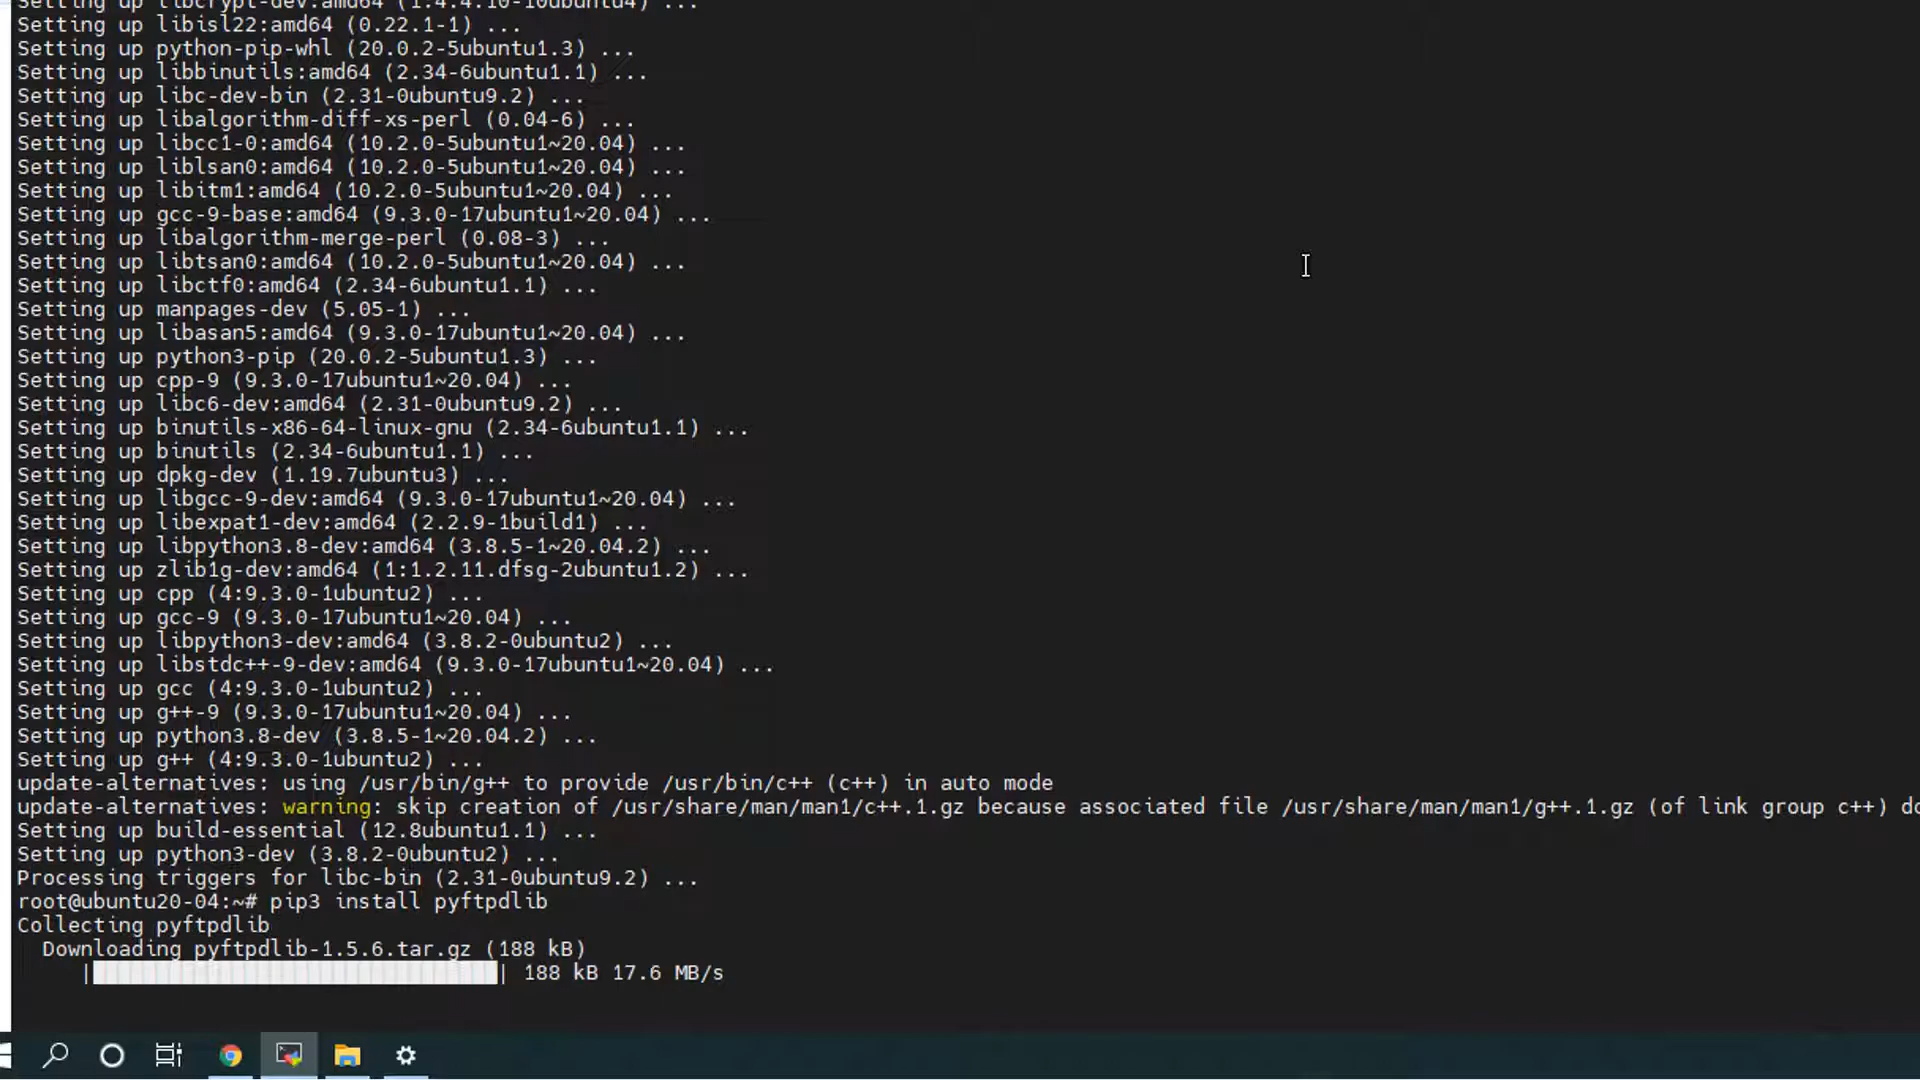 Setting up libcrypt-dev:amd64 (1:4.4.10-10ubuntu4) ...
Setting up libisl22:amd64 (0.22.1-1) ...
Setting up python-pip-whl (20.0.2-5ubuntu1.3) ...
Setting up libbinutils:amd64 (2.34-6ubuntu1.1) ...
Setting up libc-dev-bin (2.31-0ubuntu9.2) ...
Setting up libalgorithm-diff-xs-perl (0.04-6) ...
Setting up libcc1-0:amd64 (10.2.0-5ubuntu1~20.04) ...
Setting up liblsan0:amd64 (10.2.0-5ubuntu1~20.04) ...
Setting up libitm1:amd64 (10.2.0-5ubuntu1~20.04) ...
Setting up gcc-9-base:amd64 (9.3.0-17ubuntu1~20.04) ...
Setting up libalgorithm-merge-perl (0.08-3) ...
Setting up libtsan0:amd64 (10.2.0-5ubuntu1~20.04) ...
Setting up libctf0:amd64 (2.34-6ubuntu1.1) ...
Setting up manpages-dev (5.05-1) ...
Setting up libasan5:amd64 (9.3.0-17ubuntu1~20.04) ...
Setting up python3-pip (20.0.2-5ubuntu1.3) ...
Setting up cpp-9 (9.3.0-17ubuntu1~20.04) ...
Setting up libc6-dev:amd64 (2.31-0ubuntu9.2) ...
Setting up binutils-x86-64-linux-gnu (2.34-6ubuntu1.1) ...
Setting up binutils (2.34-6ubuntu1.1) ...
Setting up dpkg-dev (1.19.7ubuntu3) ...
Setting up libgcc-9-dev:amd64 (9.3.0-17ubuntu1~20.04) ...
Setting up libexpat1-dev:amd64 (2.2.9-1build1) ...
Setting up libpython3.8-dev:amd64 (3.8.5-1~20.04.2) ...
Setting up zlib1g-dev:amd64 (1:1.2.11.dfsg-2ubuntu1.2) ...
Setting up cpp (4:9.3.0-1ubuntu2) ...
Setting up gcc-9 (9.3.0-17ubuntu1~20.04) ...
Setting up libpython3-dev:amd64 (3.8.2-0ubuntu2) ...
Setting up libstdc++-9-dev:amd64 (9.3.0-17ubuntu1~20.04) ...
Setting up gcc (4:9.3.0-1ubuntu2) ...
Setting up g++-9 (9.3.0-17ubuntu1~20.04) ...
Setting up python3.8-dev (3.8.5-1~20.04.2) ...
Setting up g++ (4:9.3.0-1ubuntu2) ...
update-alternatives: using /usr/bin/g++ to provide /usr/bin/c++ (c++) in auto mode
update-alternatives: warning: skip creation of /usr/share/man/man1/c++.1.gz because associated file /usr/share/man/man1/g++.1.gz (of link group c++) do
Setting up build-essential (12.8ubuntu1.1) ...
Setting up python3-dev (3.8.2-0ubuntu2) ...
Processing triggers for libc-bin (2.31-0ubuntu9.2) ...
root@ubuntu20-04:~# pip3 install pyftpdlib
Collecting pyftpdlib
Downloading pyftpdlib-1.5.6.tar.gz (188 kB)
188 kB 17.6 MB/s